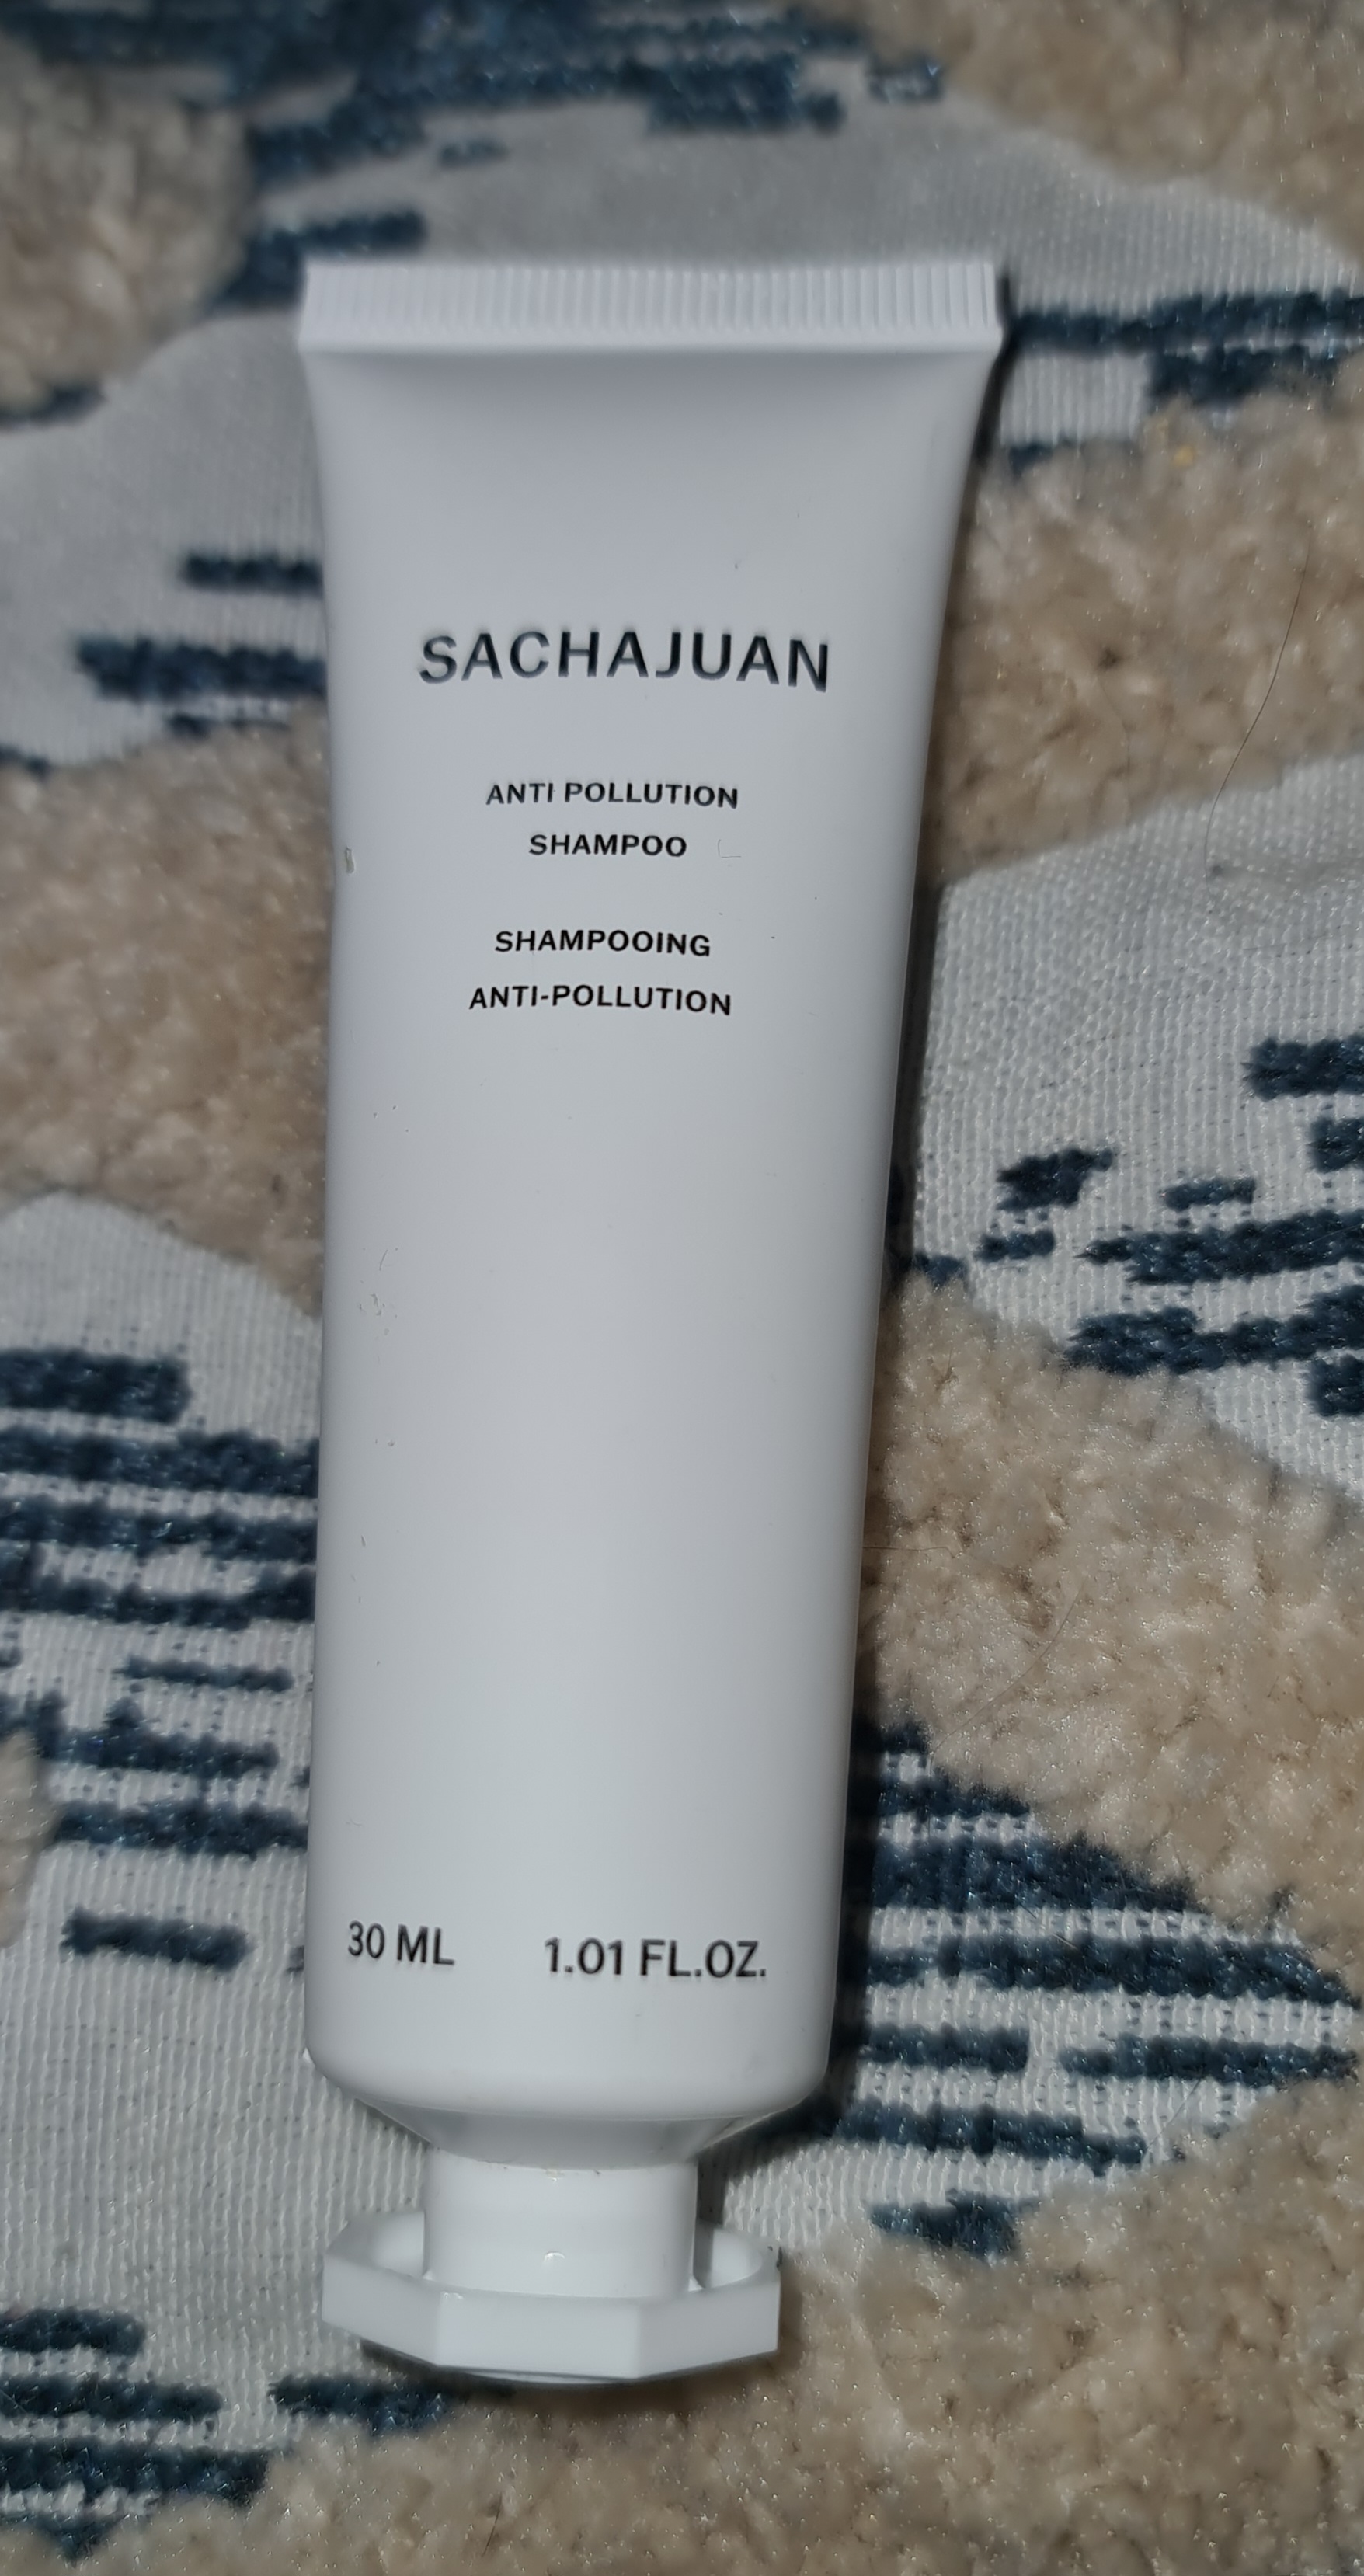 SACHAJUAN
ANTI POLLUTION
SHAMPOO
SHAMPOOING
ANTI-POLLUTION
30 ML 1.01 FL.OZ.